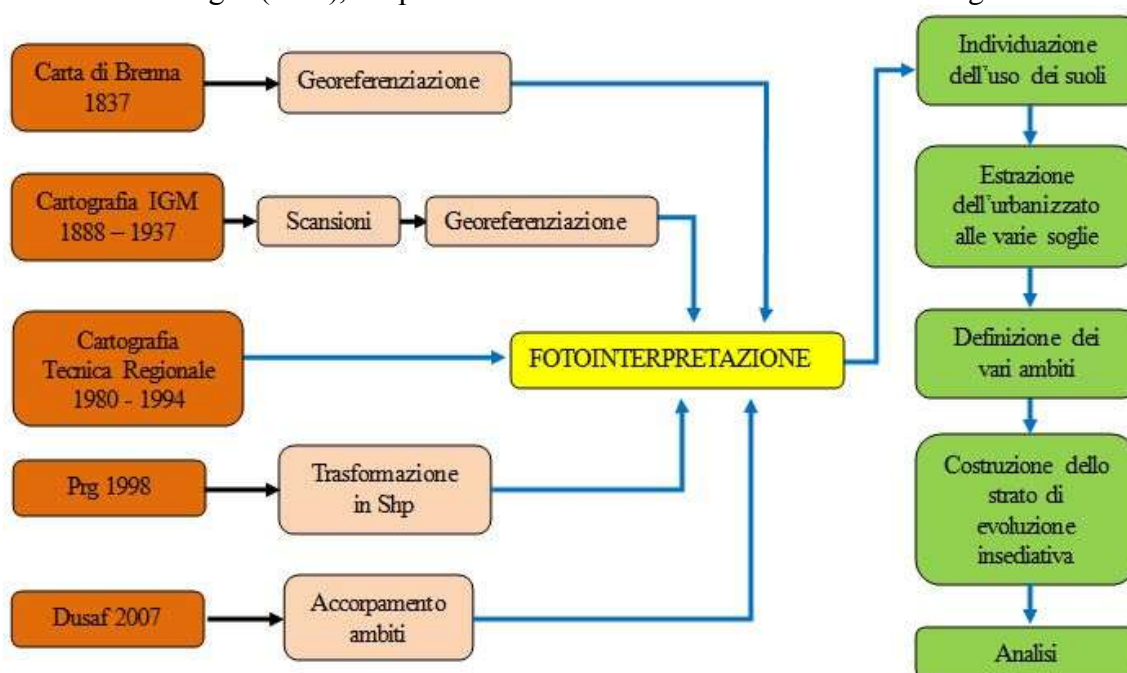 Carta di Brenna
1837
Georeferenziazione
Cartografia IGM
1888 – 1937
Scansioni
Georeferenziazione
Cartografia
Tecnica Regionale
1980 - 1994
FOTOINTERPRETAZIONE
Prg 1998
Trasformazione
in Shp
Dusaf 2007
Accorpamento
ambiti
Individuazione
dell'uso dei suoli
Estrazione
dell'urbanizzato
alle varie soglie
Definizione dei
vari ambiti
Costruzione dello
strato di
evoluzione
insediativa
Analisi